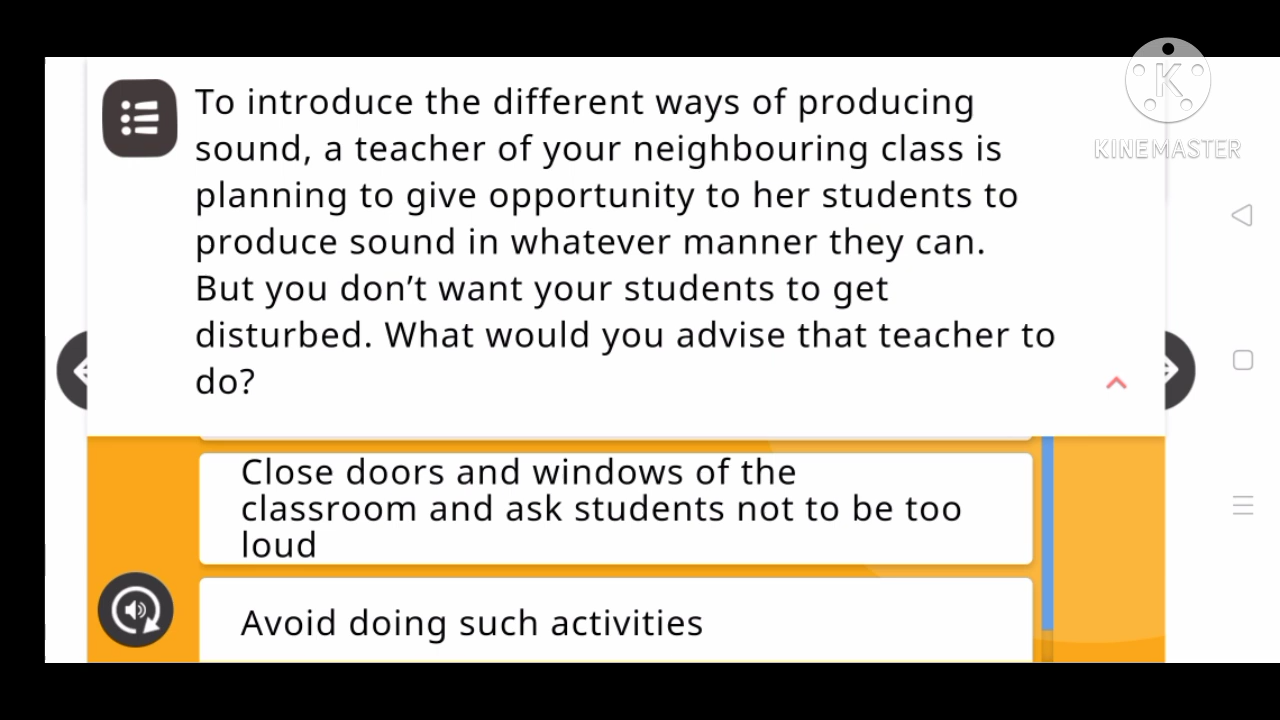 To introduce the different ways of producing
sound, a teacher of your neighbouring class is
planning to give opportunity to her students to
produce sound in whatever manner they can.
But you don’t want your students to get
disturbed. What would you advise that teacher to
do?
K
KINEMASTER
Close doors and windows of the
classroom and ask students not to be too
loud
Avoid doing such activities